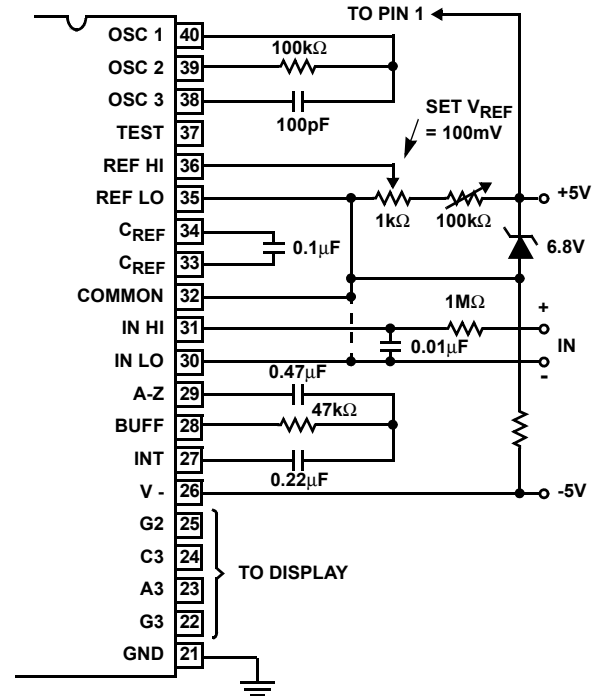 TO PIN 1
OSC 1 40
100kΩ
OSC 2 39
OSC 3 38
100pF
TEST 37
SET VREF
= 100mV
REF HI 36
REF LO 35
1kΩ
100kΩ
+5V
CREF 34
0.1μF
6.8V
CREF 33
COMMON 32
1MΩ
+
IN HI 31
0.01μF
IN
IN LO 30
-
0.47μF
A-Z 29
47kΩ
BUFF 28
INT 27
0.22μF
V - 26
-5V
G2 25
C3 24
TO DISPLAY
A3 23
G3 22
GND 21